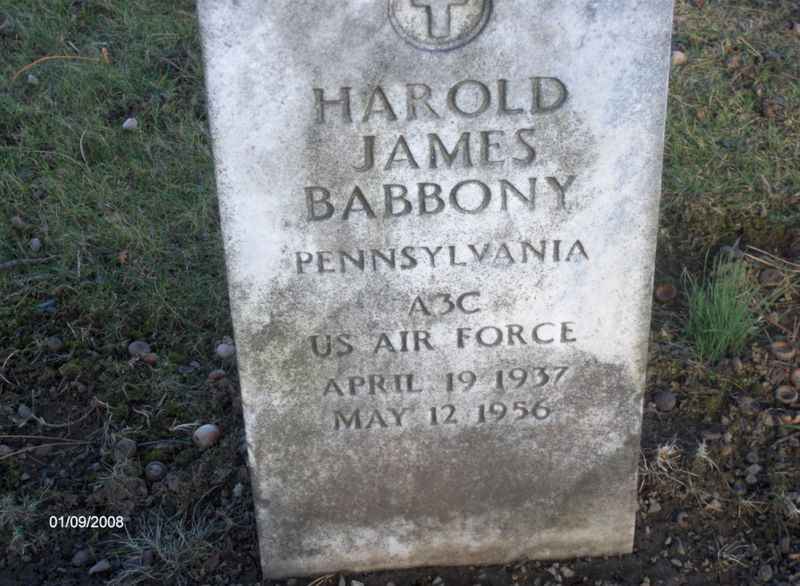 HAROLD
JAMES
BABBONY
PENNSYLVANIA
A3C
US AIR FORCE
APRIL 19 1937
MAY 12 1956
01/09/2008